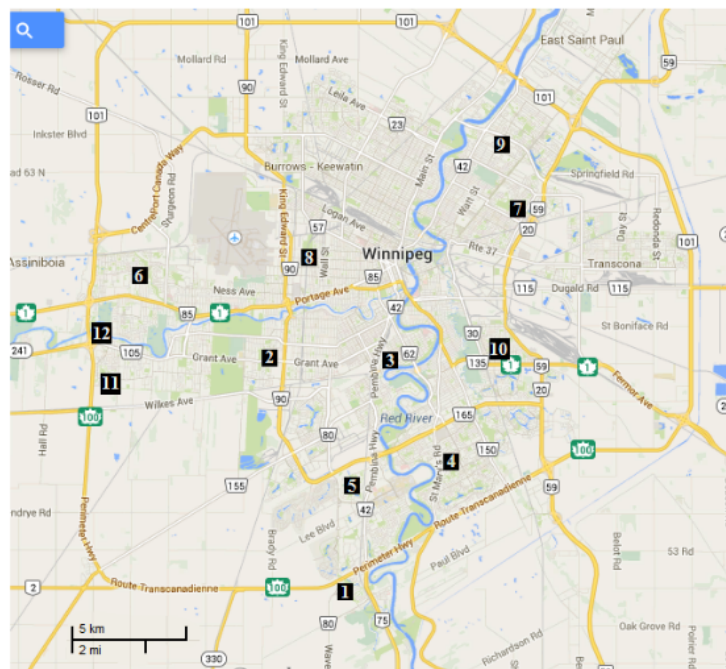 101
59
East Saint Paul
Mollard Rd
Mollard Ave
King Edward St
90
Leila Ave
101
Rosser Rd
101
23
Inkster Blvd
CentrePort Canada Way
9
Main St
42
Burrows - Keewatin
Springfield Rd
Sturgeon Rd
Watt St
King Edward St
Logan Ave
57
7
59
20
Day St
Redonda St
101
Rte 37
Wall St
8
Winnipeg
Assiniboia
6
90
85
Transcona
Ness Ave
115
Dugald Rd
115
1
1
Portage Ave
85
42
12
30
St Boniface Rd
241
105
Grant Ave
2
Grant Ave
3
62
10
135
1
59
1
11
Pembina Hwy
20
Fermor Ave
Wilkes Ave
90
100
Red River
165
Hall Rd
80
150
100
4
Pembina Hwy
St Mary's Rd
155
5
59
42
Perimeter Hwy
Lee Blvd
Route Transcanadienne
Brady Rd
Perimeter Hwy
Paul Blvd
Belot Rd
53 Rd
2
Route Transcanadienne
100
1
5 km
2 mi
80
75
Oak Grove Rd
330
Richardson Rd